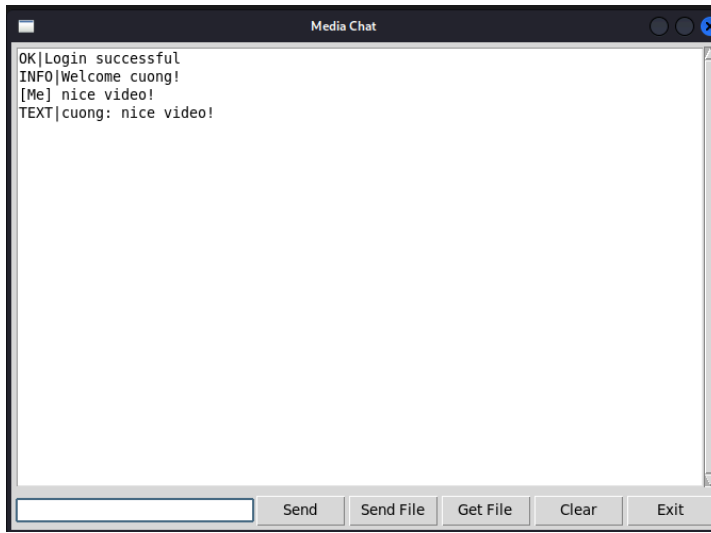 Media Chat
OK|Login successful
INFO|Welcome cuong!
[Me] nice video!
TEXT|cuong: nice video!
Send Send File Get File Clear Exit